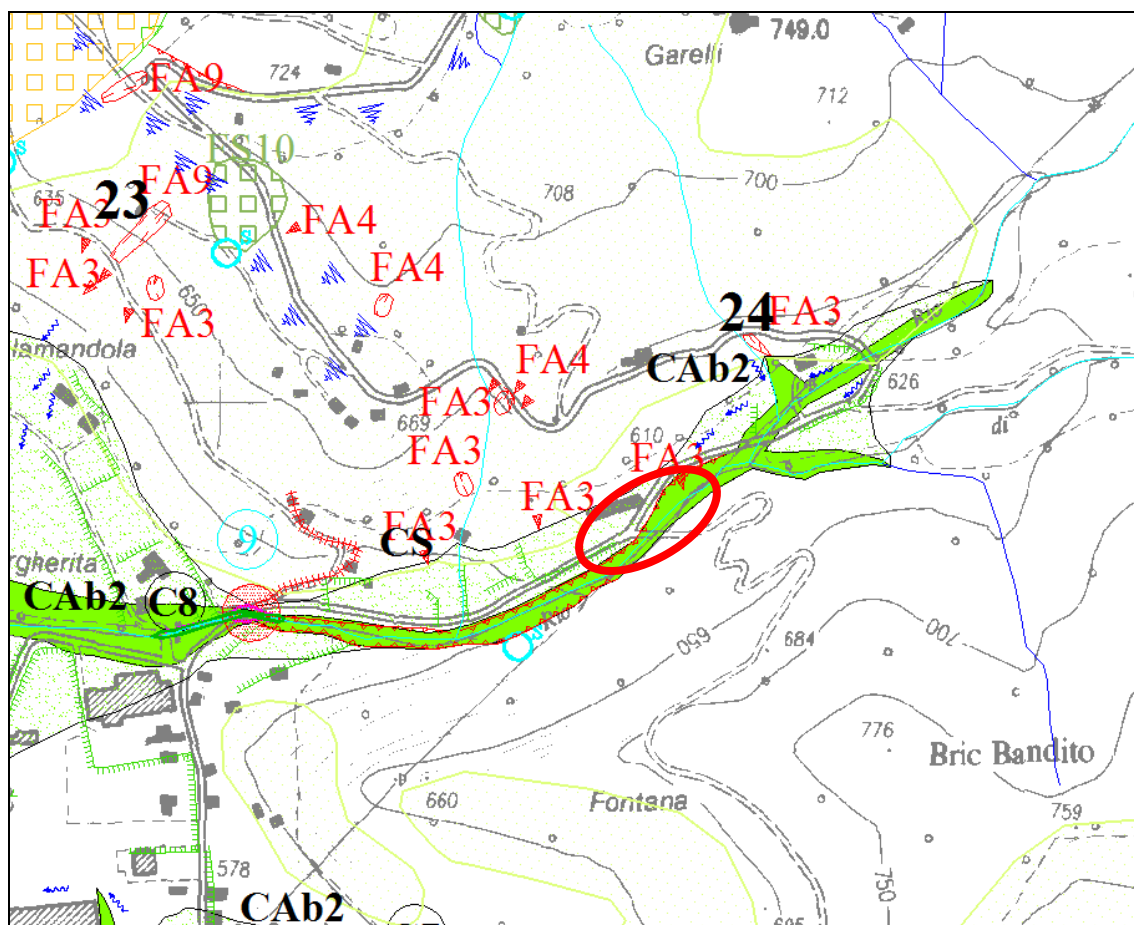 749.0
Garelli
724
FA9
712
S
ES10
S
700
708
FA9
635
23
FA3
FA4
S
FA3
FA4
650
FA3
24
FA3
lamandola
CAb2
626
FA4
FA3
669
di
610
FA3
FA3
FA3
FA3
9
CS
rgherita
CAb2
C8
S
Rio
650
684
700
776
Bric Bandito
660
Fontana
759
578
750
CAb2